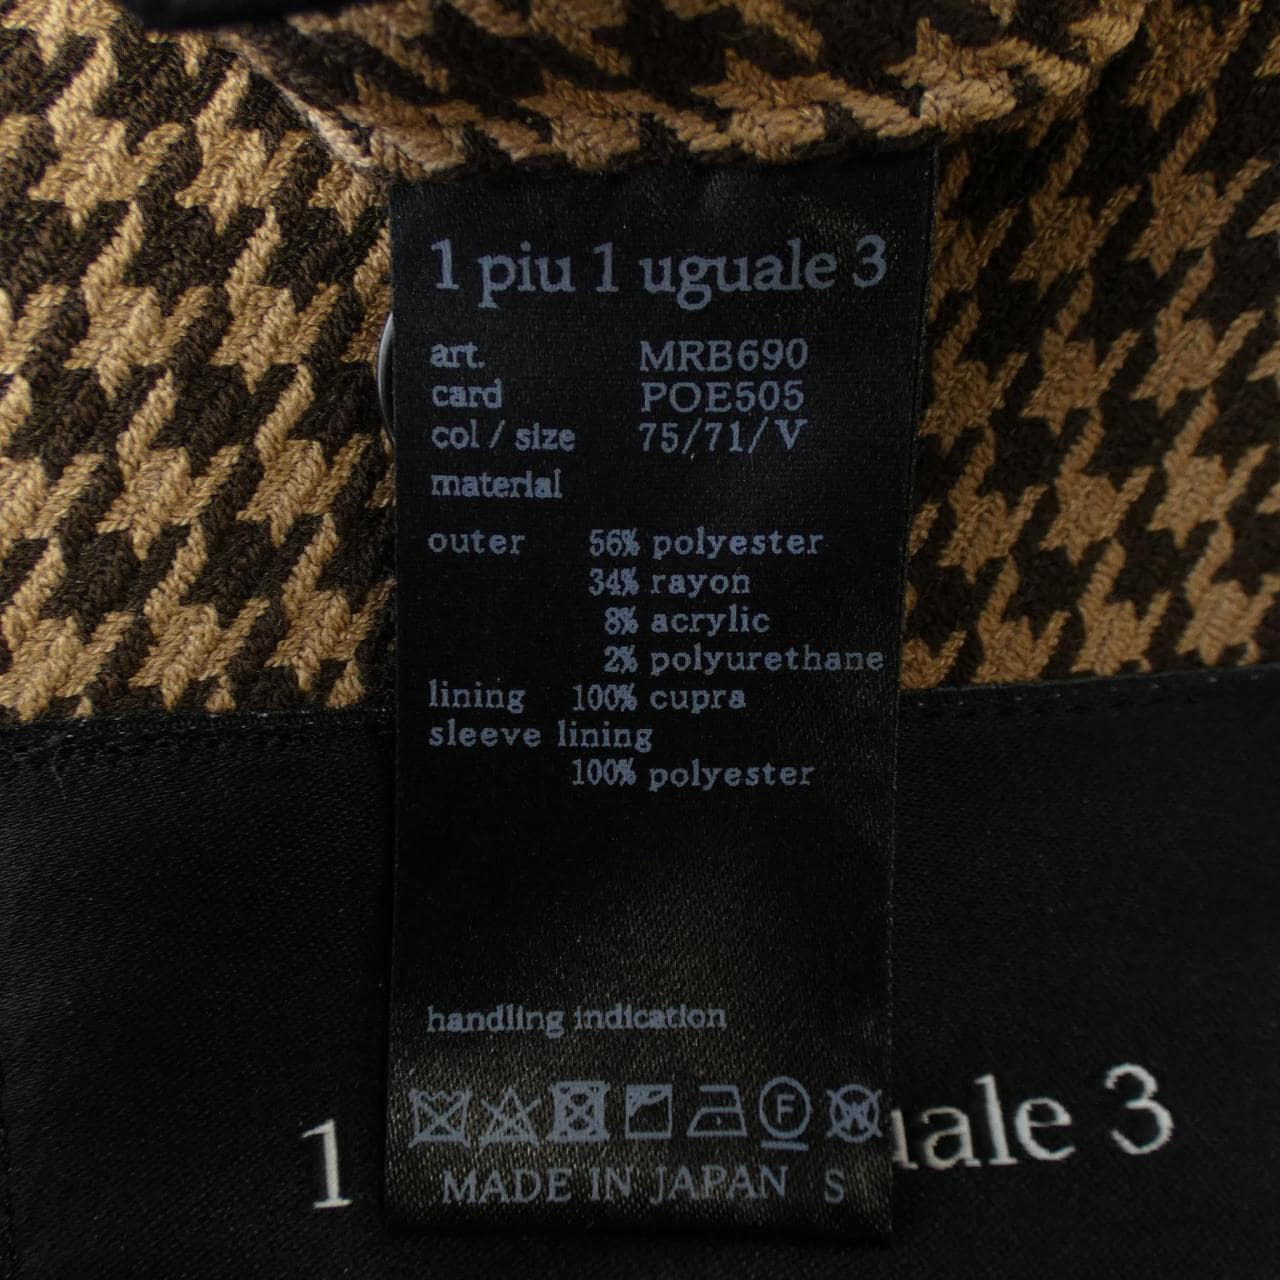 1 piu 1 uguale 3
art. MRB690
card POE505
col / size 75/71/V
material
outer 56% polyester
34% rayon
8% acrylic
2% polyurethane
lining 100% cupra
sleeve lining
100% polyester
handling indication
F W
MADE IN JAPAN S
1 uale 3